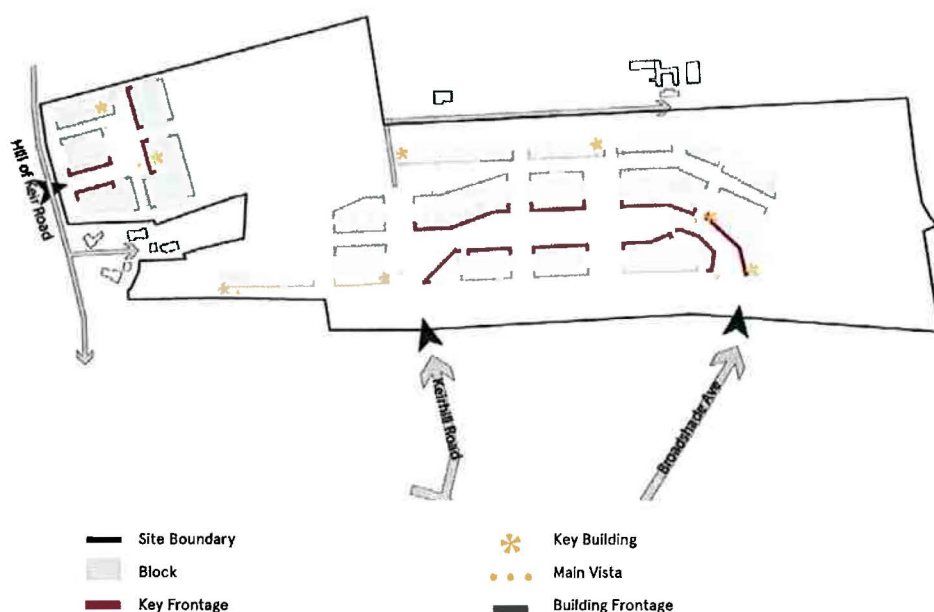 Hill of Keir Road
Keirhill Road
Broadshade Ave
Site Boundary
Block
Key Frontage
Key Building
Main Vista
Building Frontage